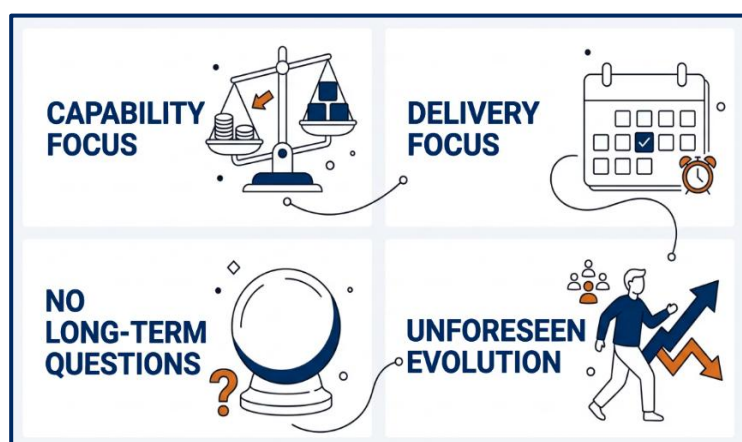 CAPABILITY
FOCUS
DELIVERY
FOCUS
NO
LONG-TERM
QUESTIONS
?
UNFORESEEN
EVOLUTION